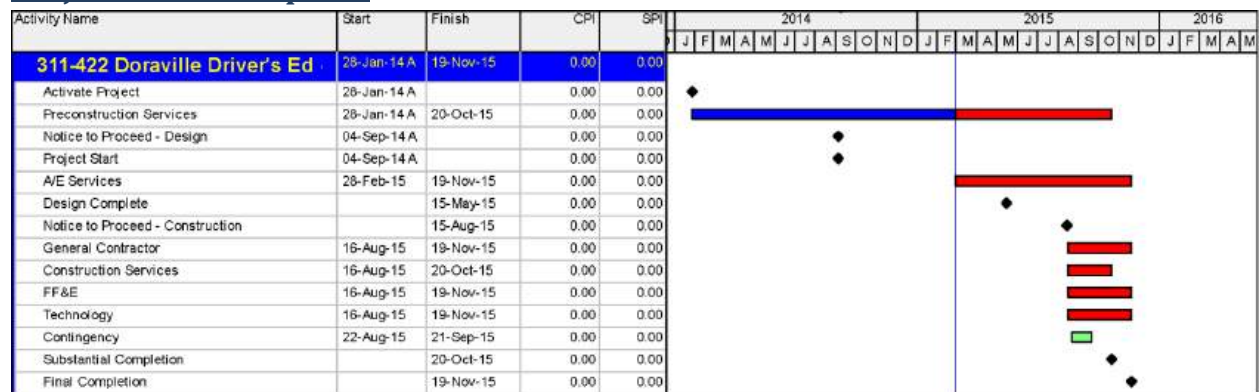 Activity Name Start Finish CPI SPI 2014 2015 2016
J F M A M J J A S O N D J F M A M J J A S O N D J F M A M
311-422 Doraville Driver's Ed 28-Jan-14 A 19-Nov-15 0.00 0.00
Activate Project 28-Jan-14 A 0.00 0.00
Preconstruction Services 28-Jan-14 A 20-Oct-15 0.00 0.00
Notice to Proceed - Design 04-Sep-14 A 0.00 0.00
Project Start 04-Sep-14 A 0.00 0.00
A/E Services 28-Feb-15 19-Nov-15 0.00 0.00
Design Complete 15-May-15 0.00 0.00
Notice to Proceed - Construction 15-Aug-15 0.00 0.00
General Contractor 16-Aug-15 19-Nov-15 0.00 0.00
Construction Services 16-Aug-15 20-Oct-15 0.00 0.00
FF&E 16-Aug-15 19-Nov-15 0.00 0.00
Technology 16-Aug-15 19-Nov-15 0.00 0.00
Contingency 22-Aug-15 21-Sep-15 0.00 0.00
Substantial Completion 20-Oct-15 0.00 0.00
Final Completion 19-Nov-15 0.00 0.00